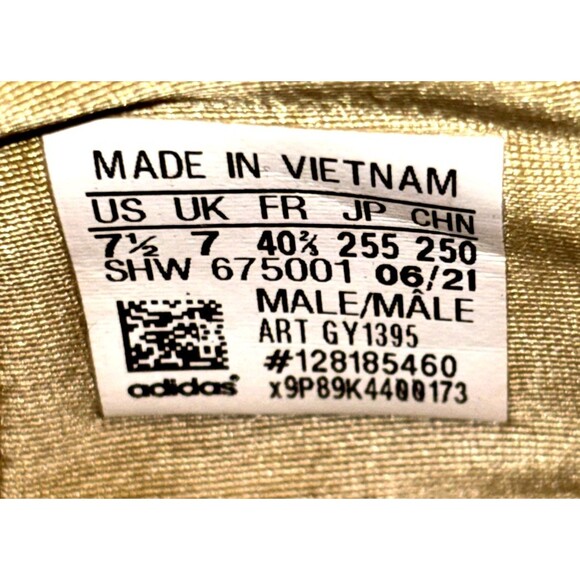 MADE IN VIETNAM
US UK FR JP CHN
7½ 7 40⅔ 255 250
SHW 675001 06/21
MALE/MÂLE
ART GY1395
#128185460
adidas x9P89K4400173